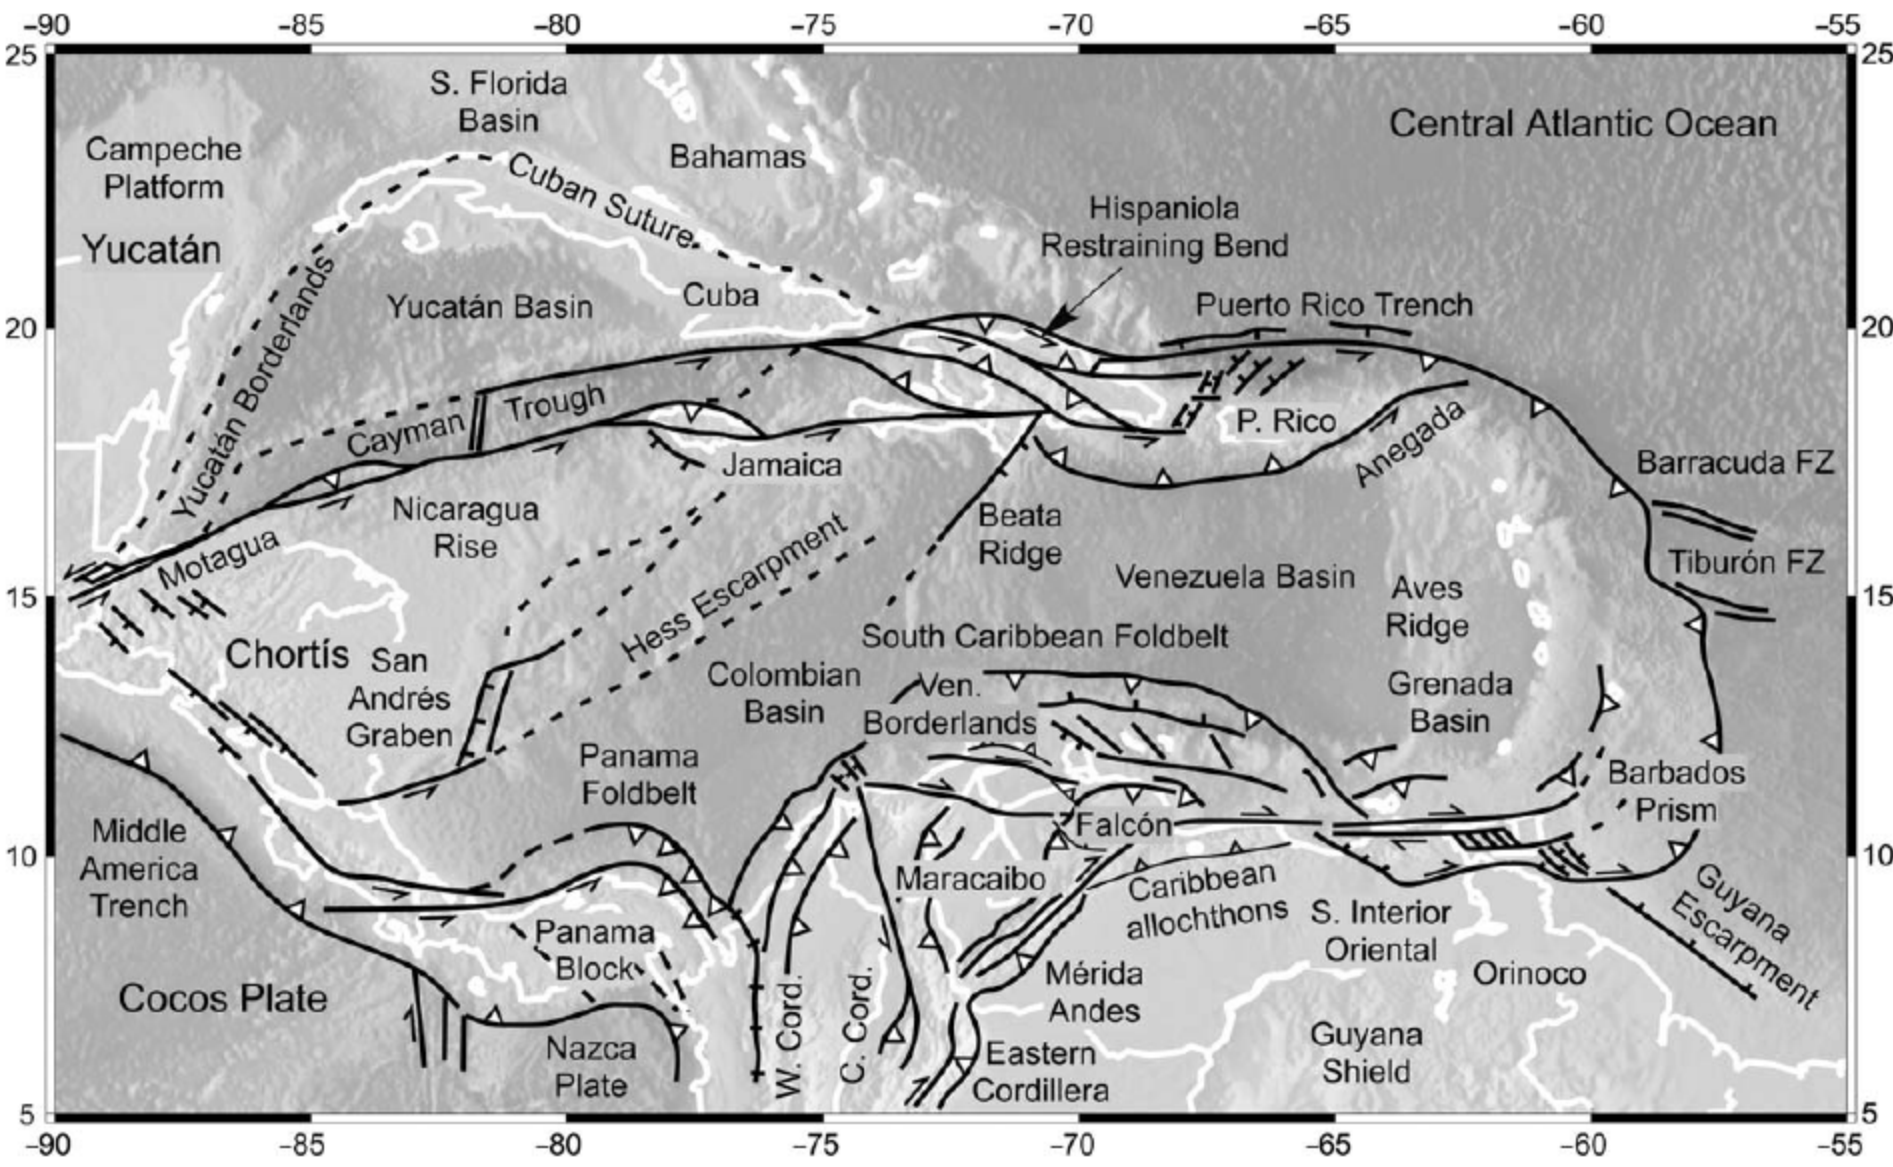 −90 −85 −80 −75 −70 −65 −60 −55
25 25
S. Florida
Basin
Central Atlantic Ocean
Campeche
Platform
Bahamas
Cuban Suture
Hispaniola
Restraining Bend
Yucatán
Yucatán Basin
Cuba
Puerto Rico Trench
20 20
Yucatán Borderlands
Cayman
Trough
P. Rico
Anegada
Jamaica
Barracuda FZ
Nicaragua
Rise
Beata
Ridge
Motagua
Hess Escarpment
Venezuela Basin
Tiburón FZ
15 15
Aves
Ridge
Chortís
San
Andrés
Graben
South Caribbean Foldbelt
Colombian
Basin
Ven.
Borderlands
Grenada
Basin
Panama
Foldbelt
Barbados
Prism
Middle
America
Trench
10 10
Falcón
Maracaibo
Caribbean
allochthons
Guyana
Escarpment
S. Interior
Oriental
Panama
Block
Cocos Plate
Mérida
Andes
Orinoco
W. Cord.
C. Cord.
Nazca
Plate
Eastern
Cordillera
Guyana
Shield
5 5
−90 −85 −80 −75 −70 −65 −60 −55